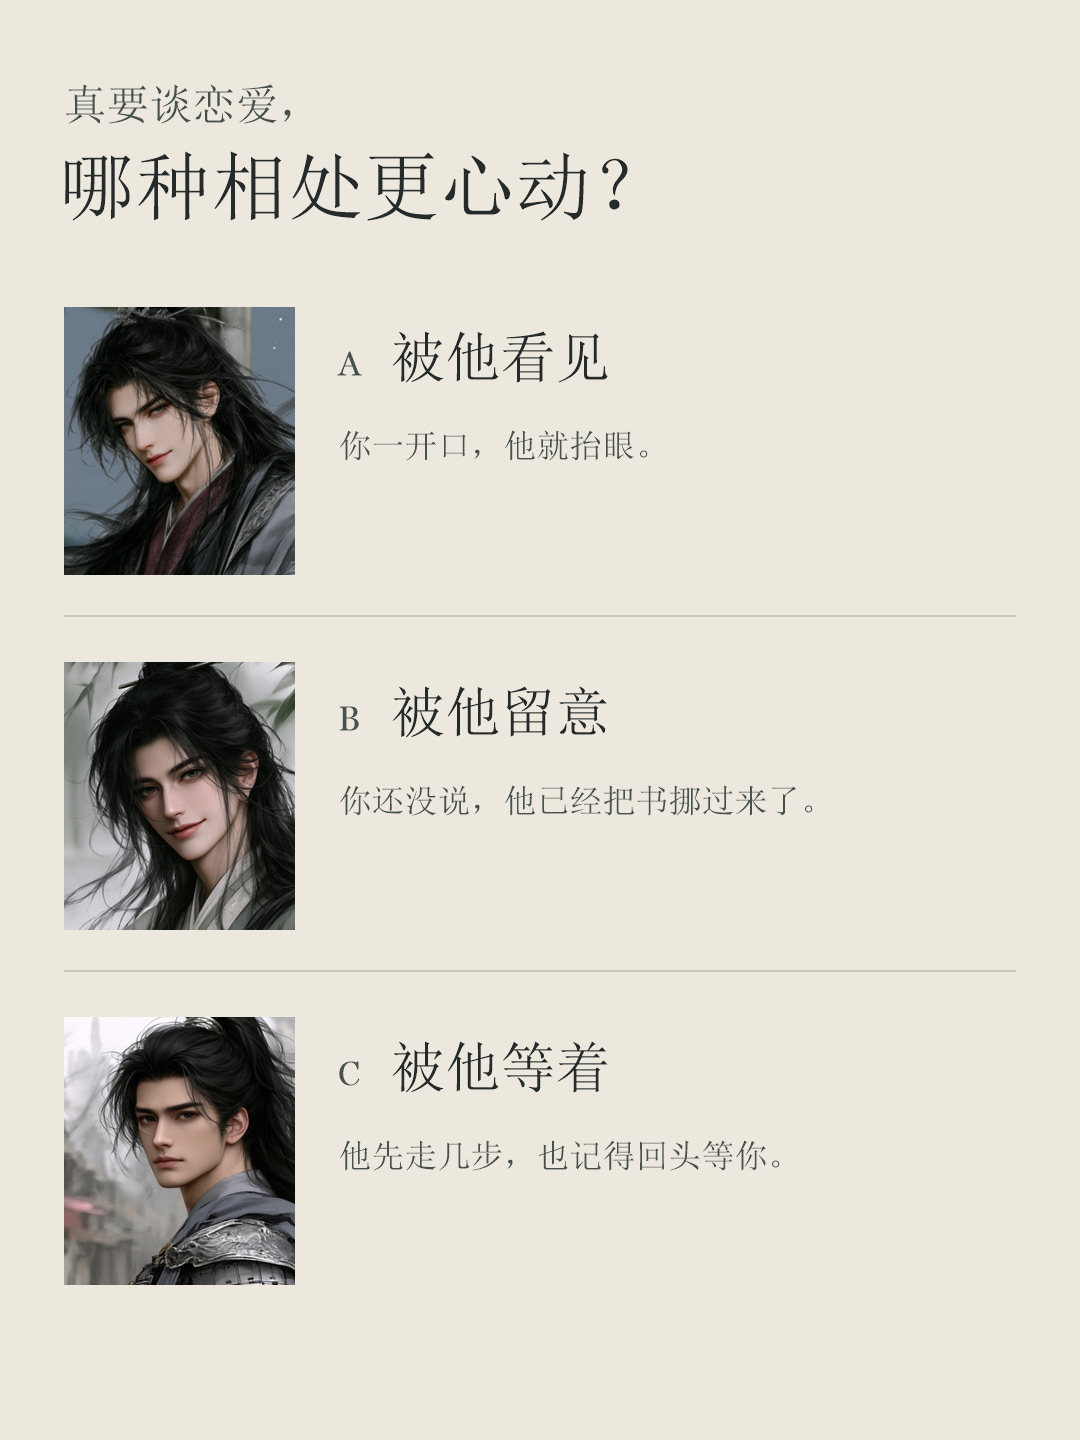 真要谈恋爱，
哪种相处更心动？
A 被他看见
你一开口，他就抬眼。
B 被他留意
你还没说，他已经把书挪过来了。
C 被他等着
他先走几步，也记得回头等你。